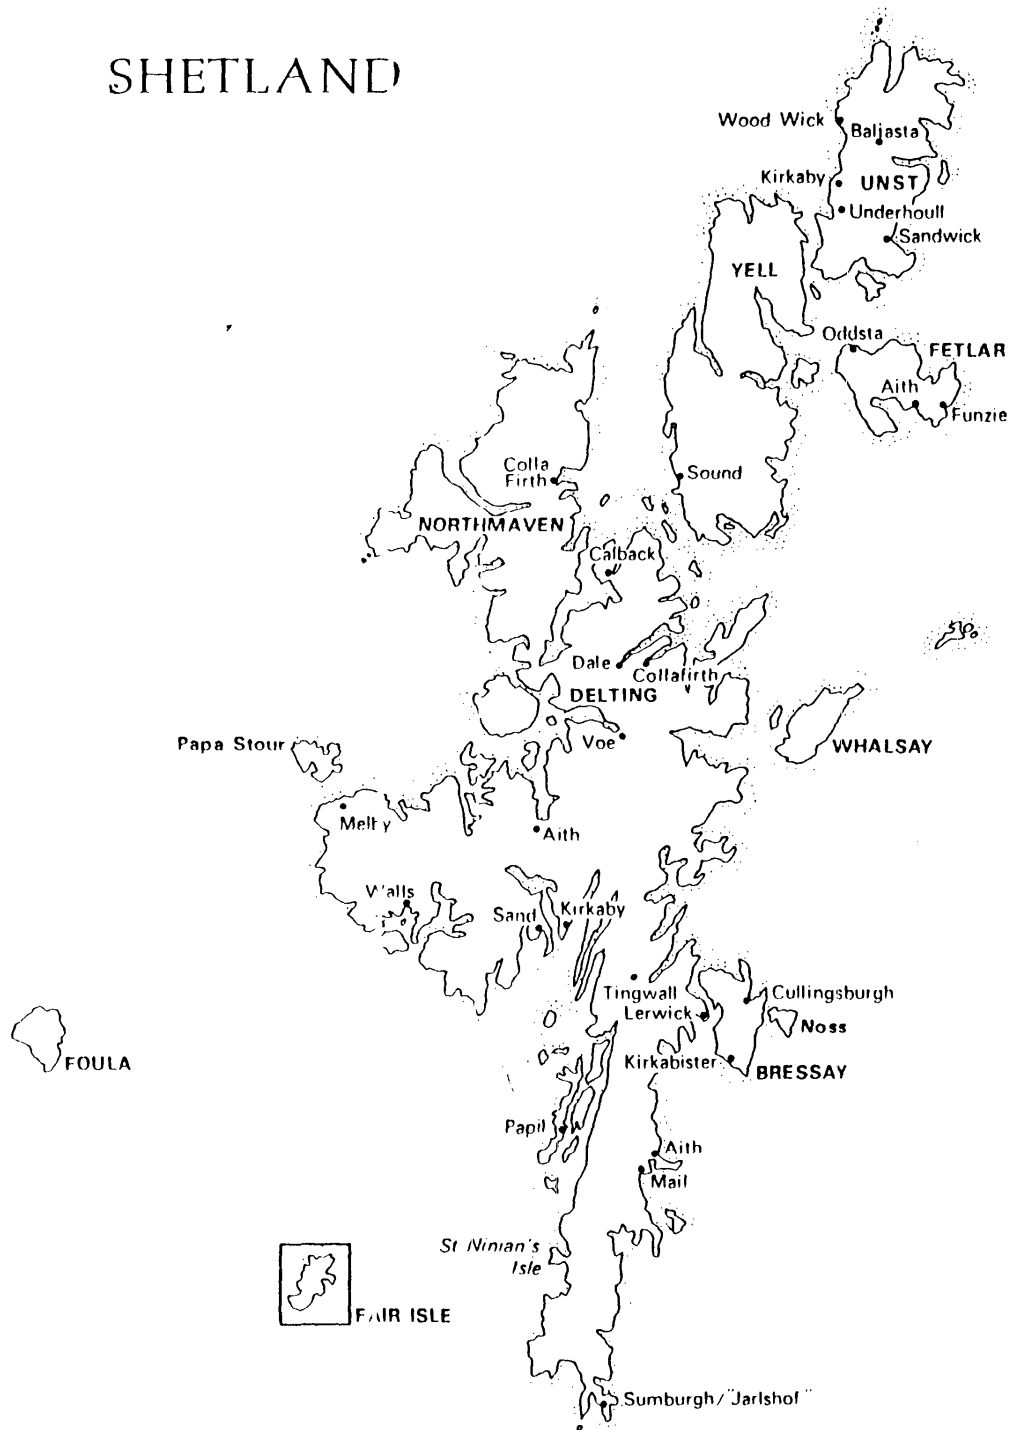 SHETLAND
Wood Wick
Baliasta
Kirkaby
UNST
Underhoull
Sandwick
YELL
Oddsta
FETLAR
Aith
Funzie
Colla
Firth
Sound
NORTHMAVEN
Calback
Dale
Collafirth
DELTING
Voe
WHALSAY
Papa Stour
Melby
Aith
Walls
Sand
Kirkaby
Tingwall
Cullingsburgh
Lerwick
Noss
Kirkabister
BRESSAY
FOULA
Papil
Aith
Mail
St Ninian's
Isle
FAIR ISLE
Sumburgh/"Jarlshof"